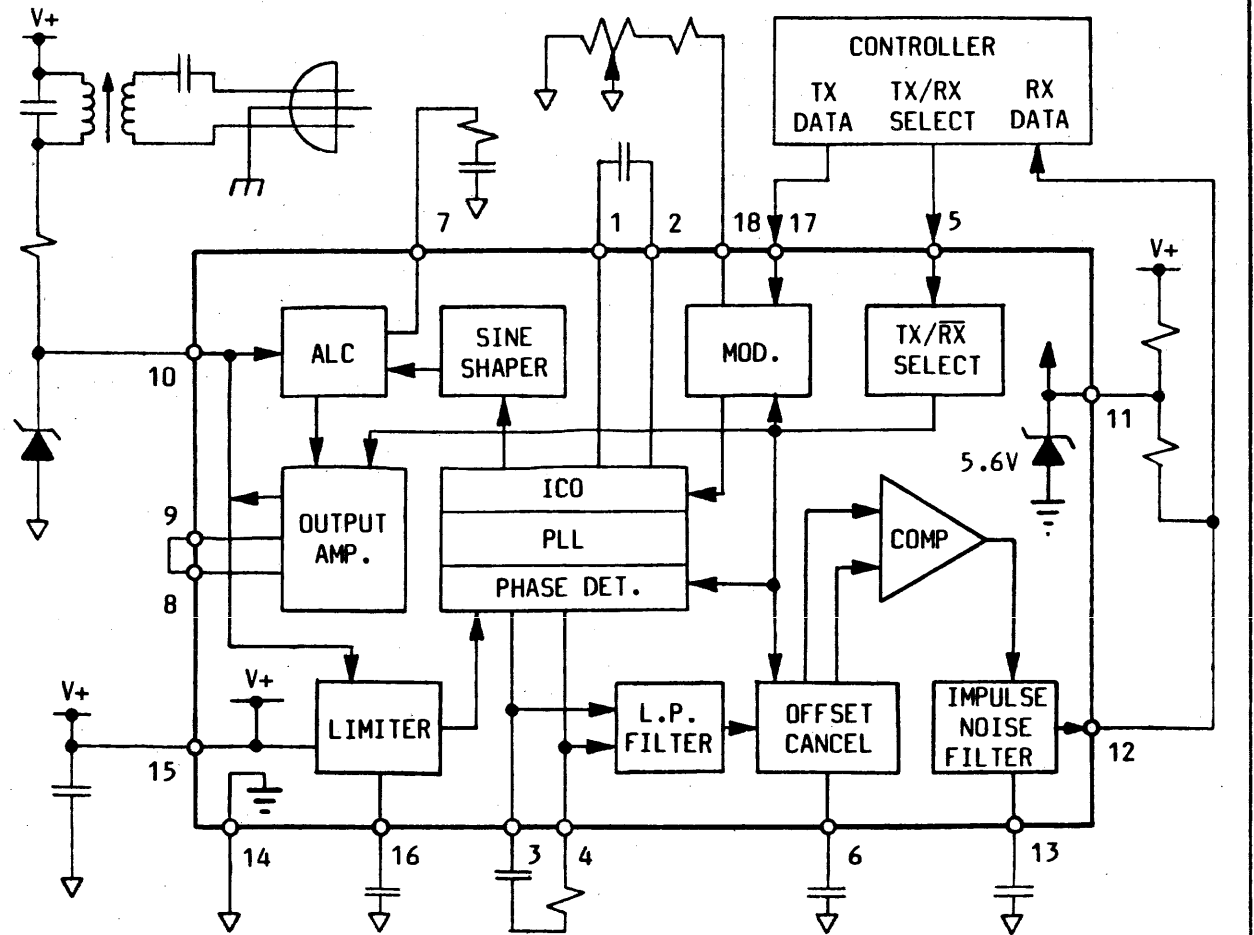 V+
CONTROLLER
TX
DATA
TX/RX
SELECT
RX
DATA
7
1
2
18
17
5
V+
ALC
SINE
SHAPER
MOD.
TX/RX
SELECT
10
11
5.6V
9
8
OUTPUT
AMP.
ICO
PLL
PHASE DET.
COMP
V+
V+
LIMITER
L.P.
FILTER
OFFSET
CANCEL
IMPULSE
NOISE
FILTER
15
12
14
16
3
4
6
13